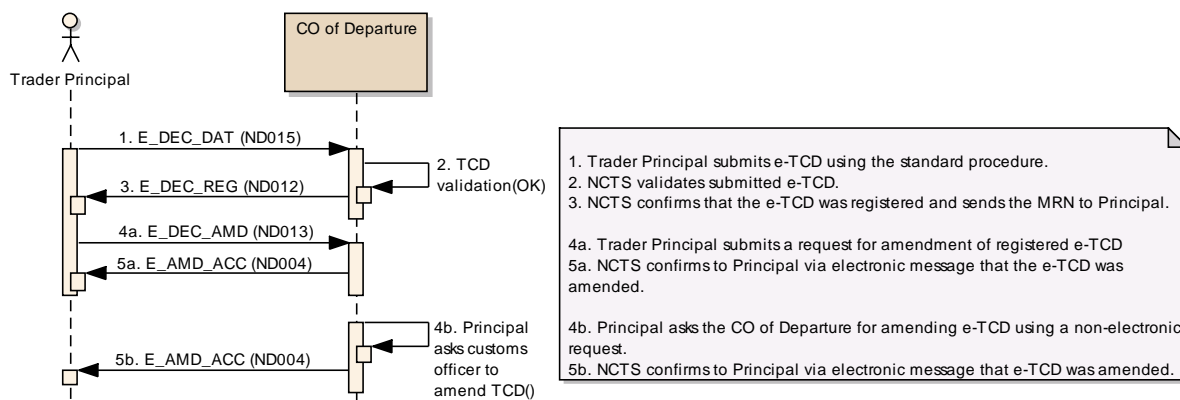 CO of Departure
Trader Principal
1. E_DEC_DAT (ND015)
2. TCD
validation(OK)
3. E_DEC_REG (ND012)
4a. E_DEC_AMD (ND013)
5a. E_AMD_ACC (ND004)
4b. Principal
asks customs
officer to
amend TCD()
5b. E_AMD_ACC (ND004)
1. Trader Principal submits e-TCD using the standard procedure.
2. NCTS validates submitted e-TCD.
3. NCTS confirms that the e-TCD was registered and sends the MRN to Principal.
4a. Trader Principal submits a request for amendment of registered e-TCD
5a. NCTS confirms to Principal via electronic message that the e-TCD was
amended.
4b. Principal asks the CO of Departure for amending e-TCD using a non-electronic
request.
5b. NCTS confirms to Principal via electronic message that e-TCD was amended.